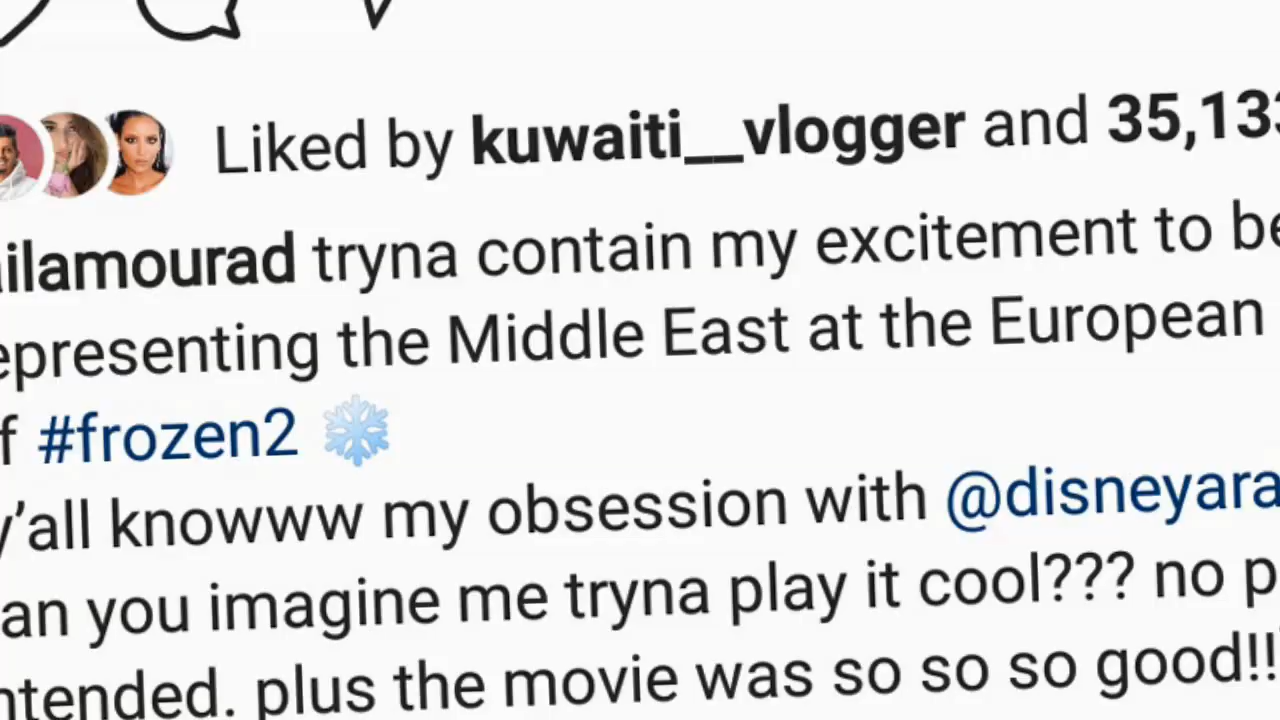 Liked by kuwaiti__vlogger and 35,133
ilamourad tryna contain my excitement to be
epresenting the Middle East at the European
f #frozen2 ❄️
y’all knowww my obsession with @disneyara
an you imagine me tryna play it cool??? no p
ntended. plus the movie was so so so good!!